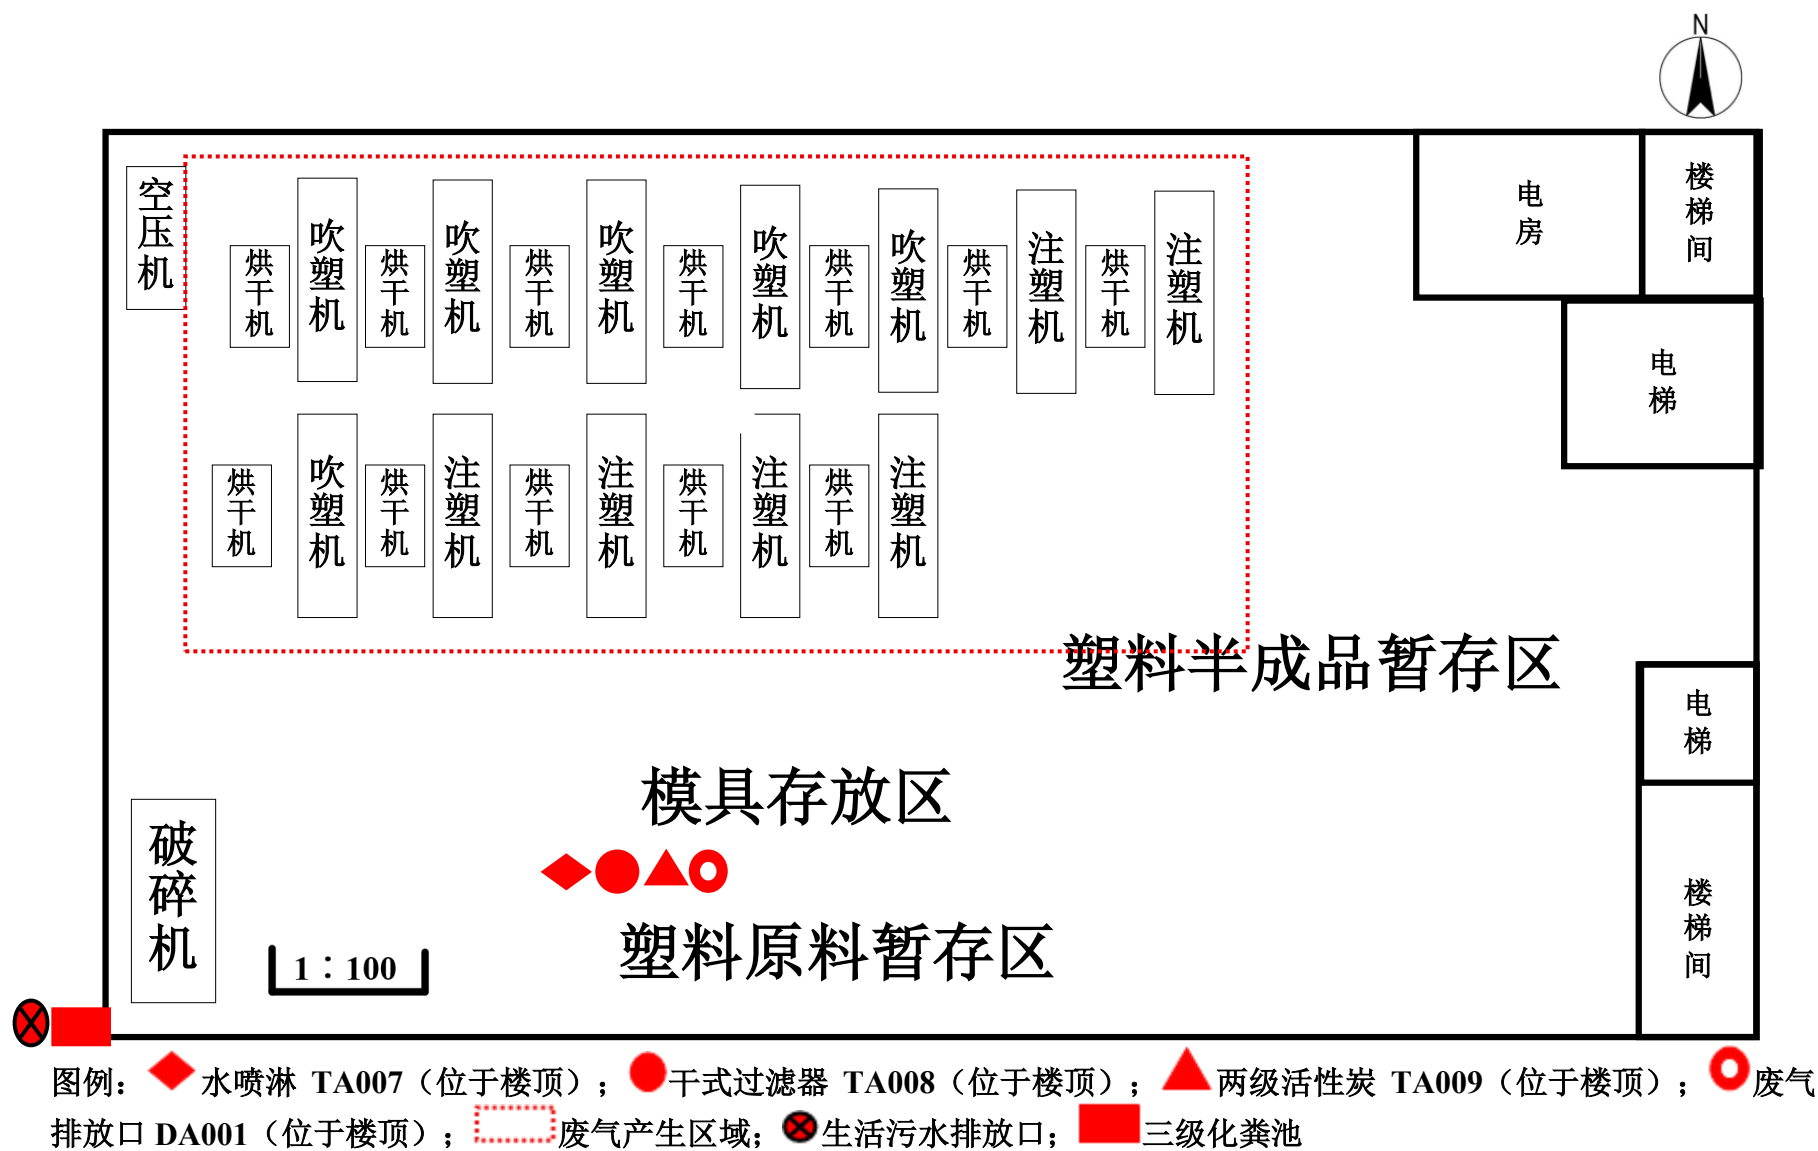 N
空压机
烘干机
吹塑机
烘干机
吹塑机
烘干机
吹塑机
烘干机
吹塑机
烘干机
吹塑机
烘干机
注塑机
烘干机
注塑机
电房
楼梯间
电梯
烘干机
吹塑机
烘干机
注塑机
烘干机
注塑机
烘干机
注塑机
烘干机
注塑机
塑料半成品暂存区
电梯
模具存放区
破碎机
楼梯间
塑料原料暂存区
1：100
图例：水喷淋 TA007（位于楼顶）；干式过滤器 TA008（位于楼顶）；两级活性炭 TA009（位于楼顶）；废气
排放口 DA001（位于楼顶）；废气产生区域；生活污水排放口；三级化粪池